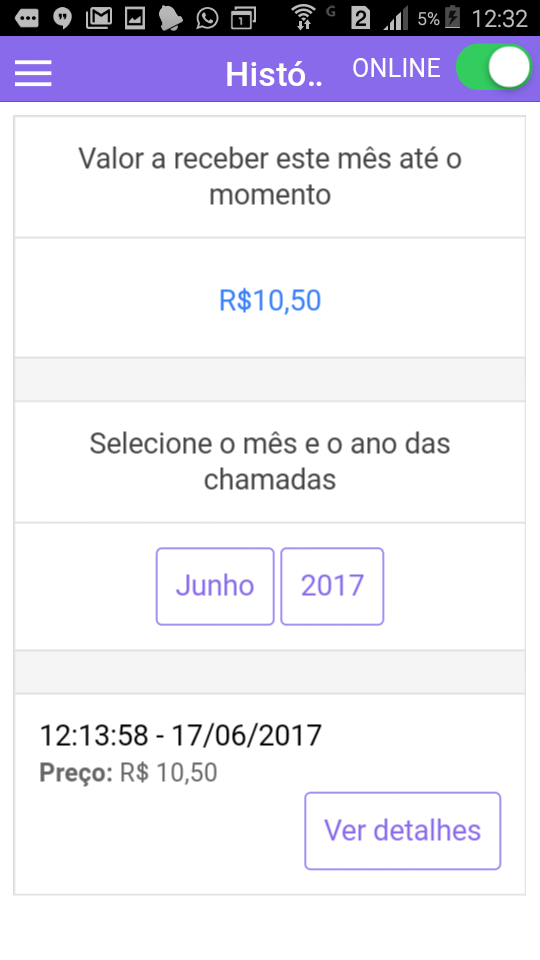 1
G
2
5%
12:32
Histó..
ONLINE
Valor a receber este mês até o
momento
R$10,50
Selecione o mês e o ano das
chamadas
Junho
2017
12:13:58 - 17/06/2017
Preço: R$ 10,50
Ver detalhes